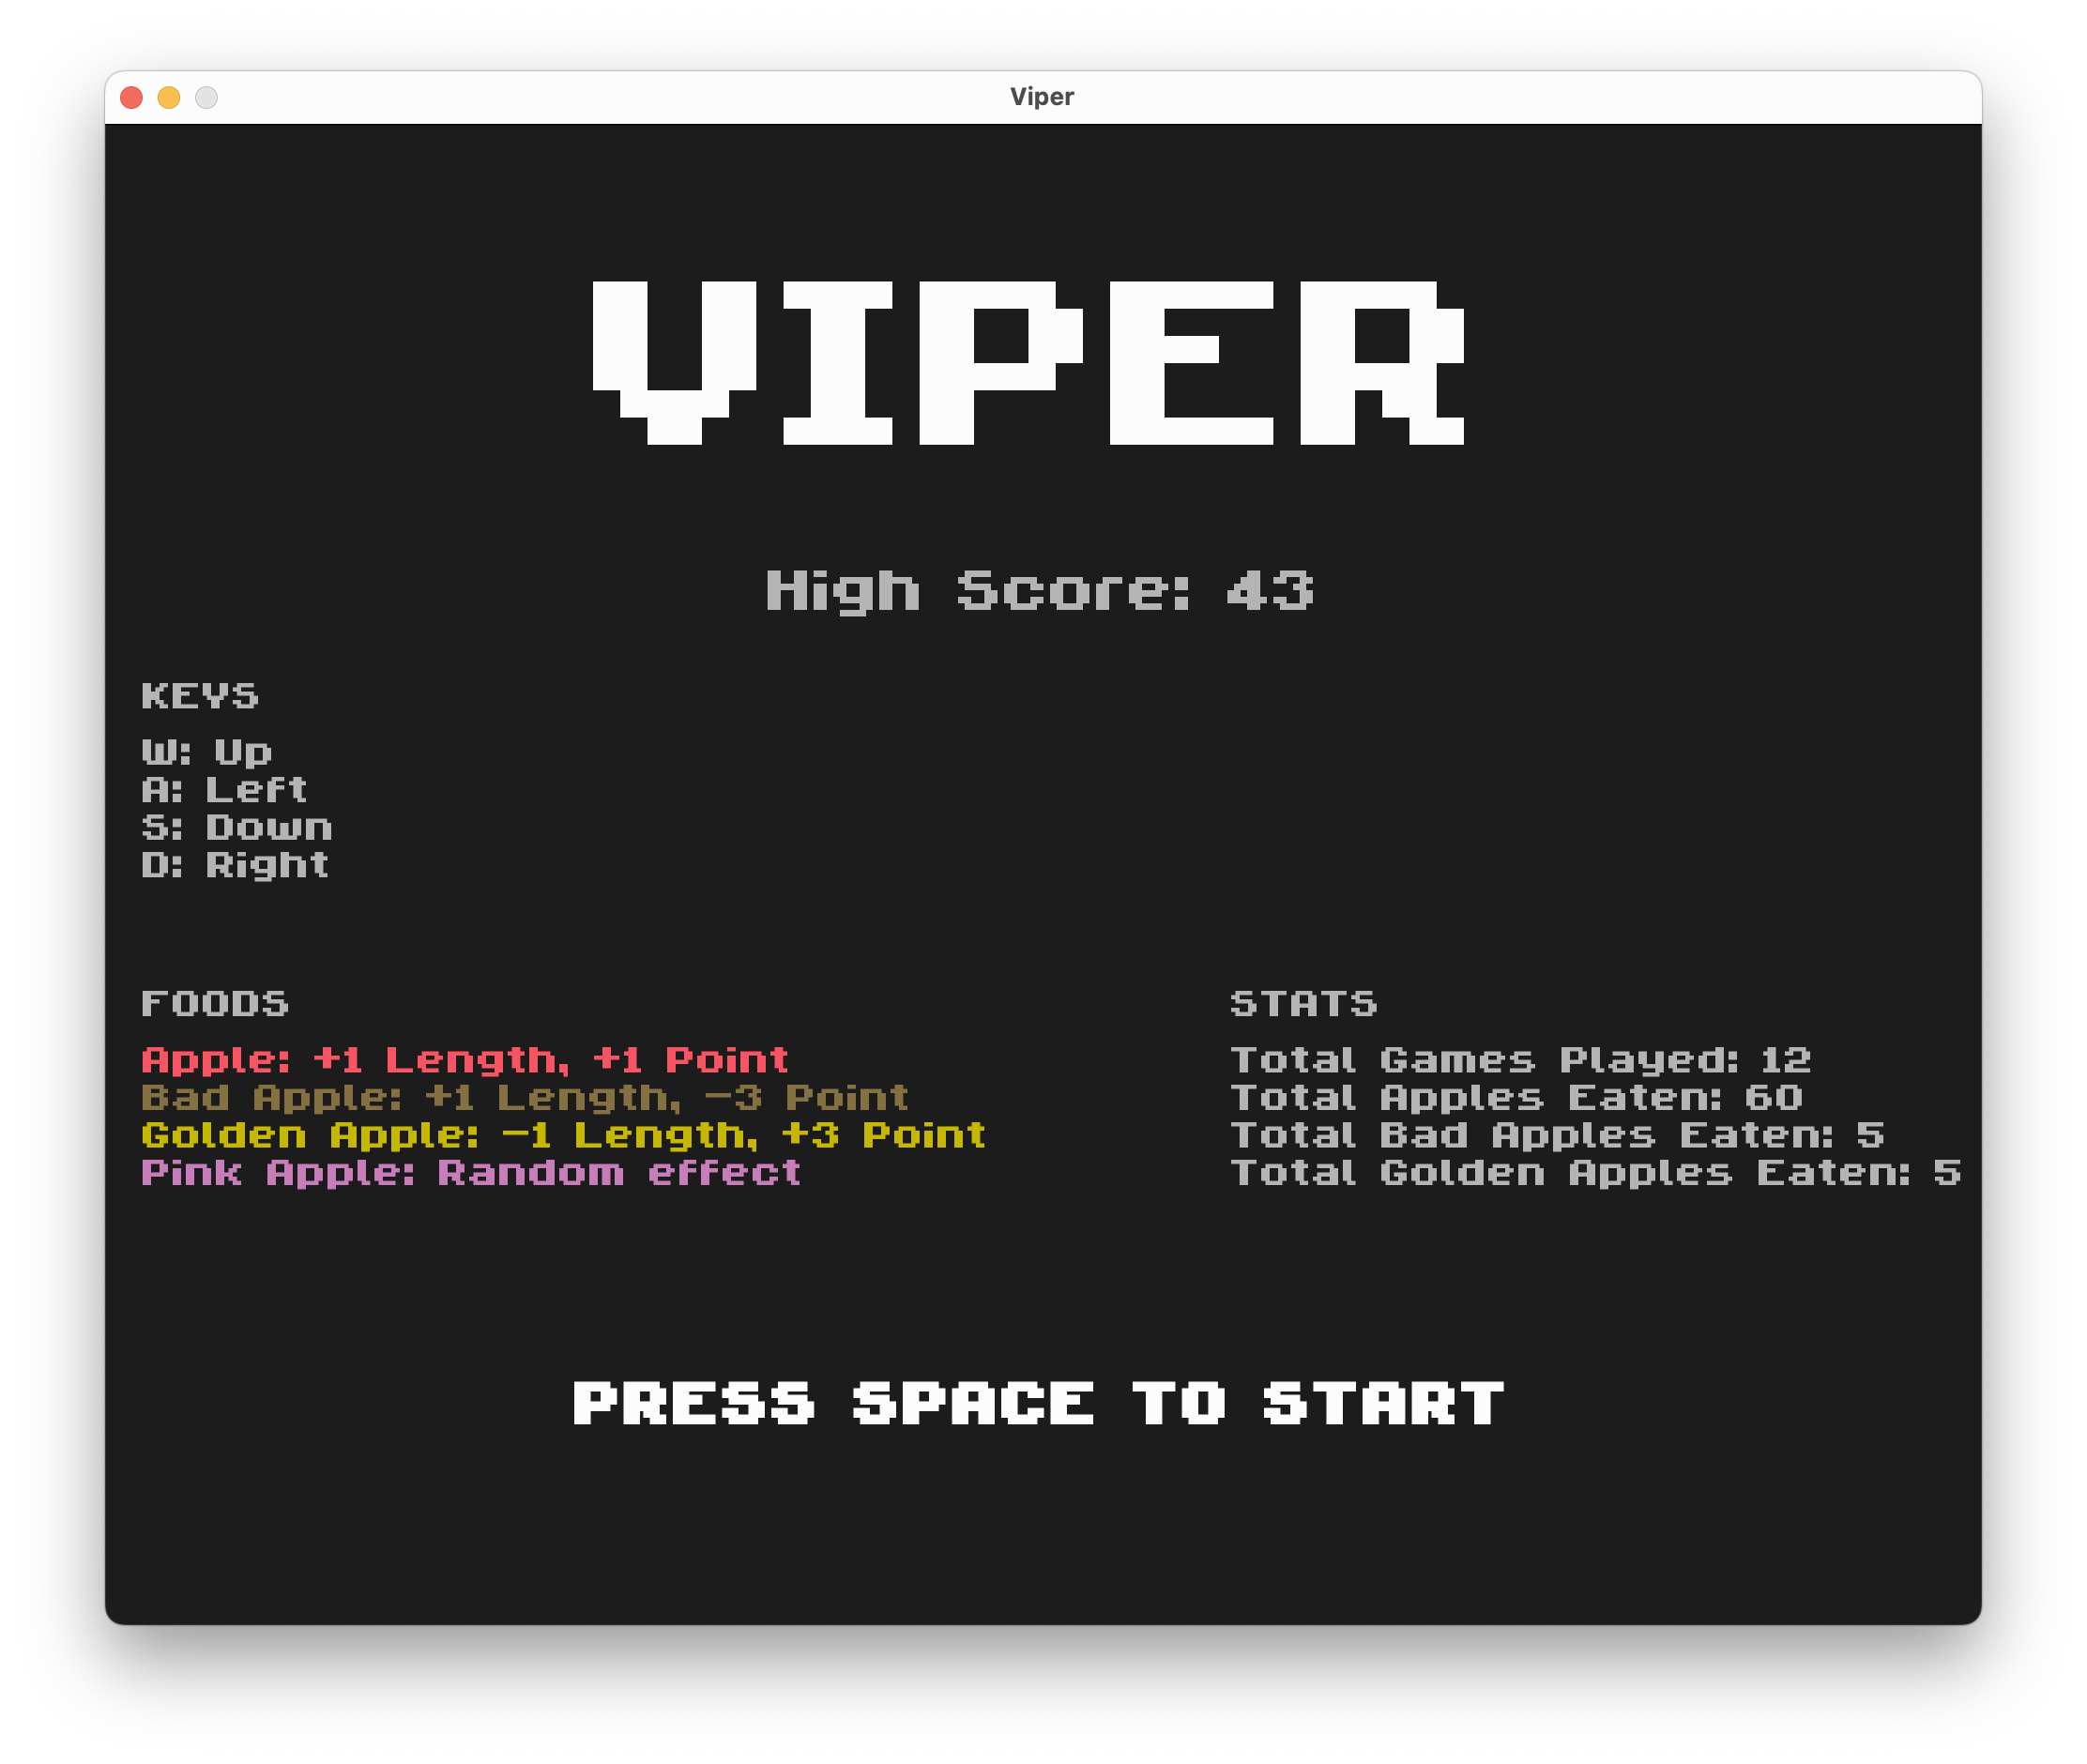 Viper
VIPER
High Score: 43
KEYS
W: Up
A: Left
S: Down
D: Right
FOODS
Apple: +1 Length, +1 Point
Bad Apple: +1 Length, -3 Point
Golden Apple: -1 Length, +3 Point
Pink Apple: Random effect
STATS
Total Games Played: 12
Total Apples Eaten: 60
Total Bad Apples Eaten: 5
Total Golden Apples Eaten: 5
PRESS SPACE TO START